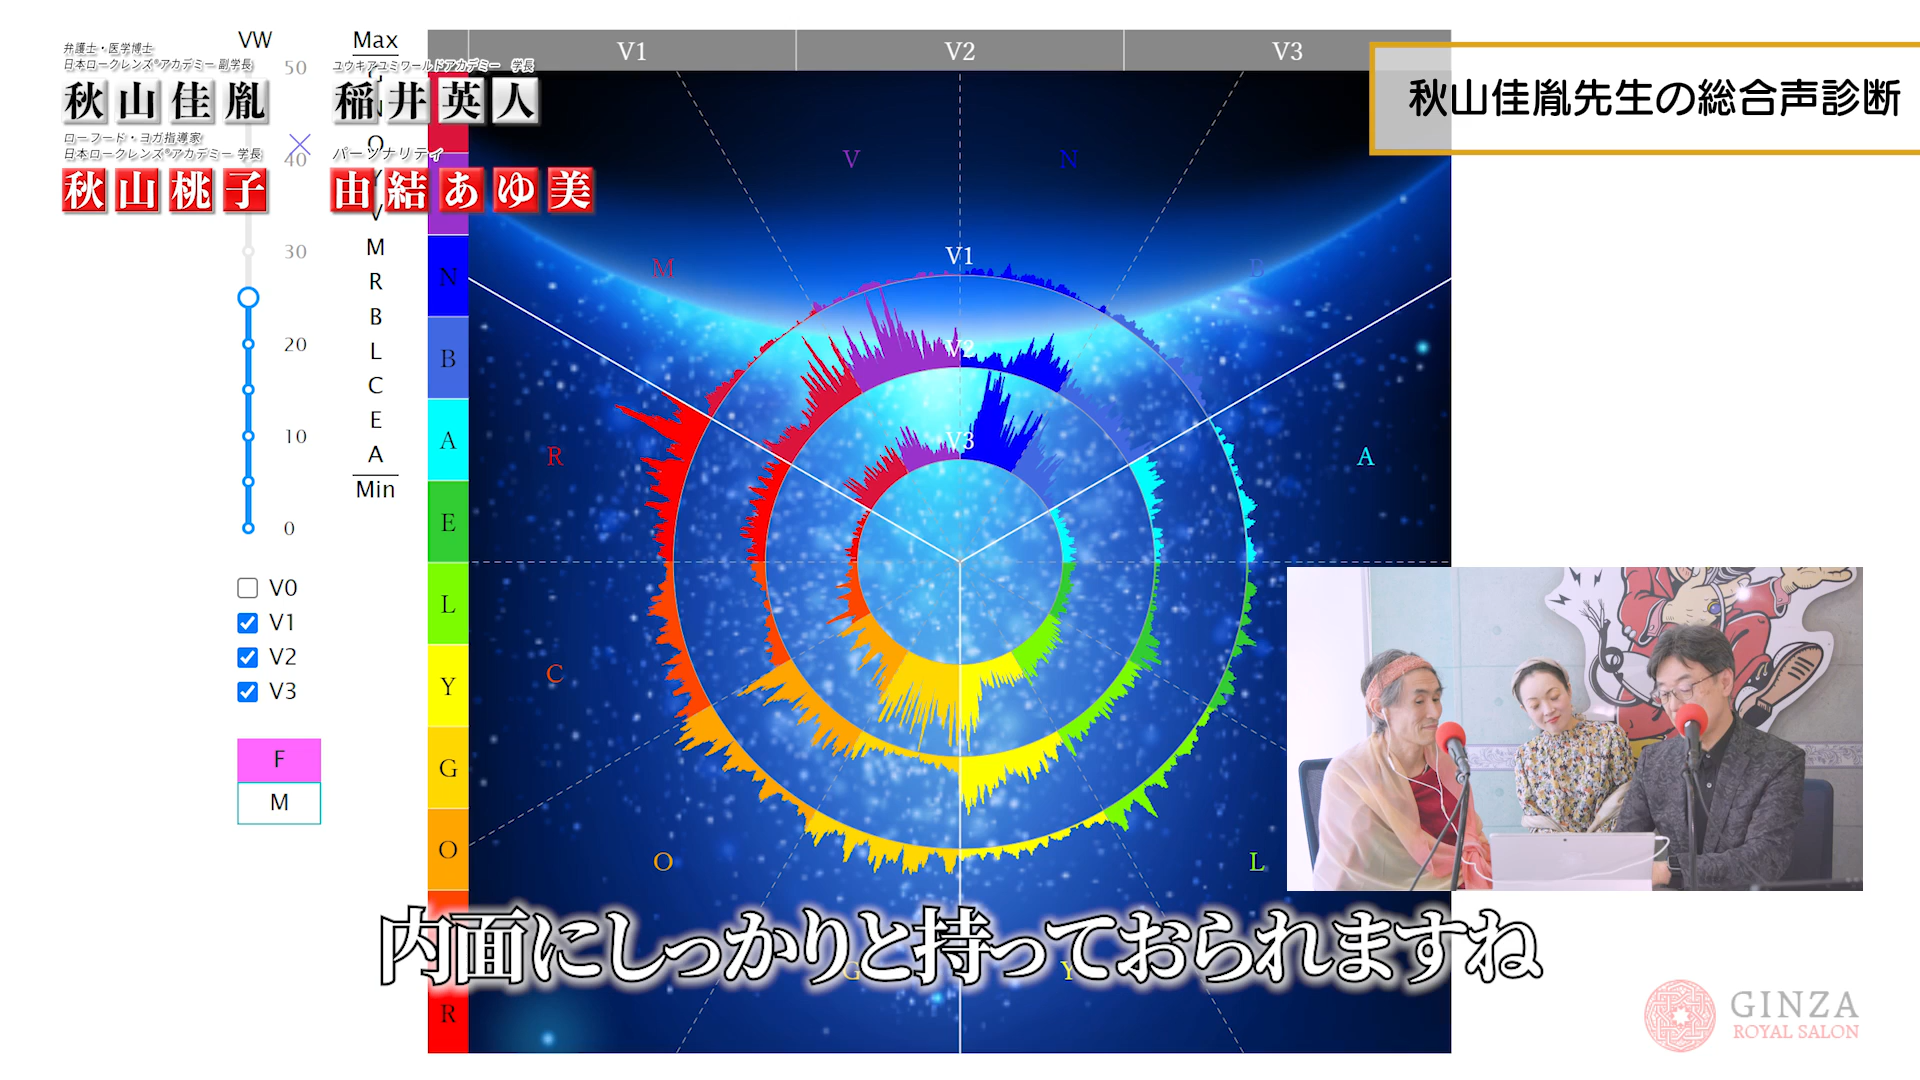 弁護士・医学博士
日本ロークレンズ®アカデミー 副学長
秋山佳胤
ユウキアユミワールドアカデミー 学長
稲井英人
ローフード・ヨガ指導家
日本ロークレンズ®アカデミー 学長
秋山桃子
パーソナリティ
由結あゆ美
秋山佳胤先生の総合声診断
VW
50
40
30
20
10
0
Max
O
Y
V
M
R
B
L
C
E
A
Min
V0
V1
V2
V3
F
M
V1
V2
V3
N
B
A
E
L
Y
G
O
R
V
N
M
B
R
A
C
O
L
G
Y
V1
V2
V3
内面にしっかりと持っておられますね
GINZA
ROYAL SALON